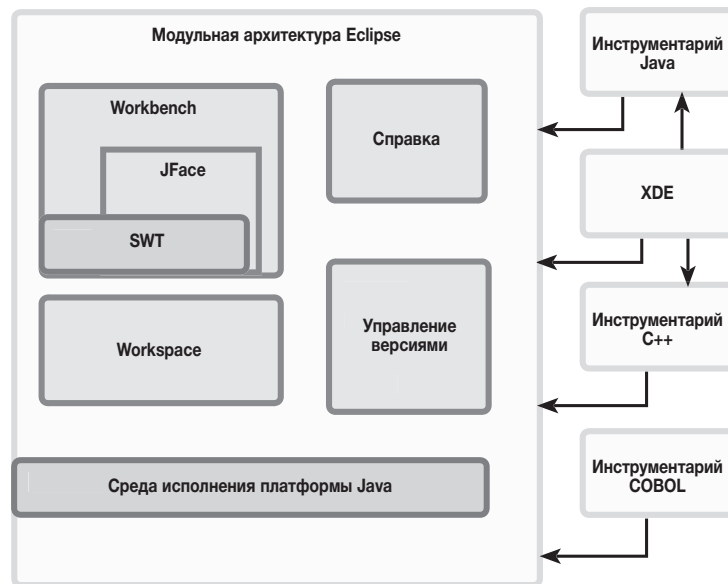 Модульная архитектура Eclipse
Workbench
JFace
SWT
Workspace
Справка
Управление
версиями
Среда исполнения платформы Java
Инструментарий
Java
XDE
Инструментарий
C++
Инструментарий
COBOL